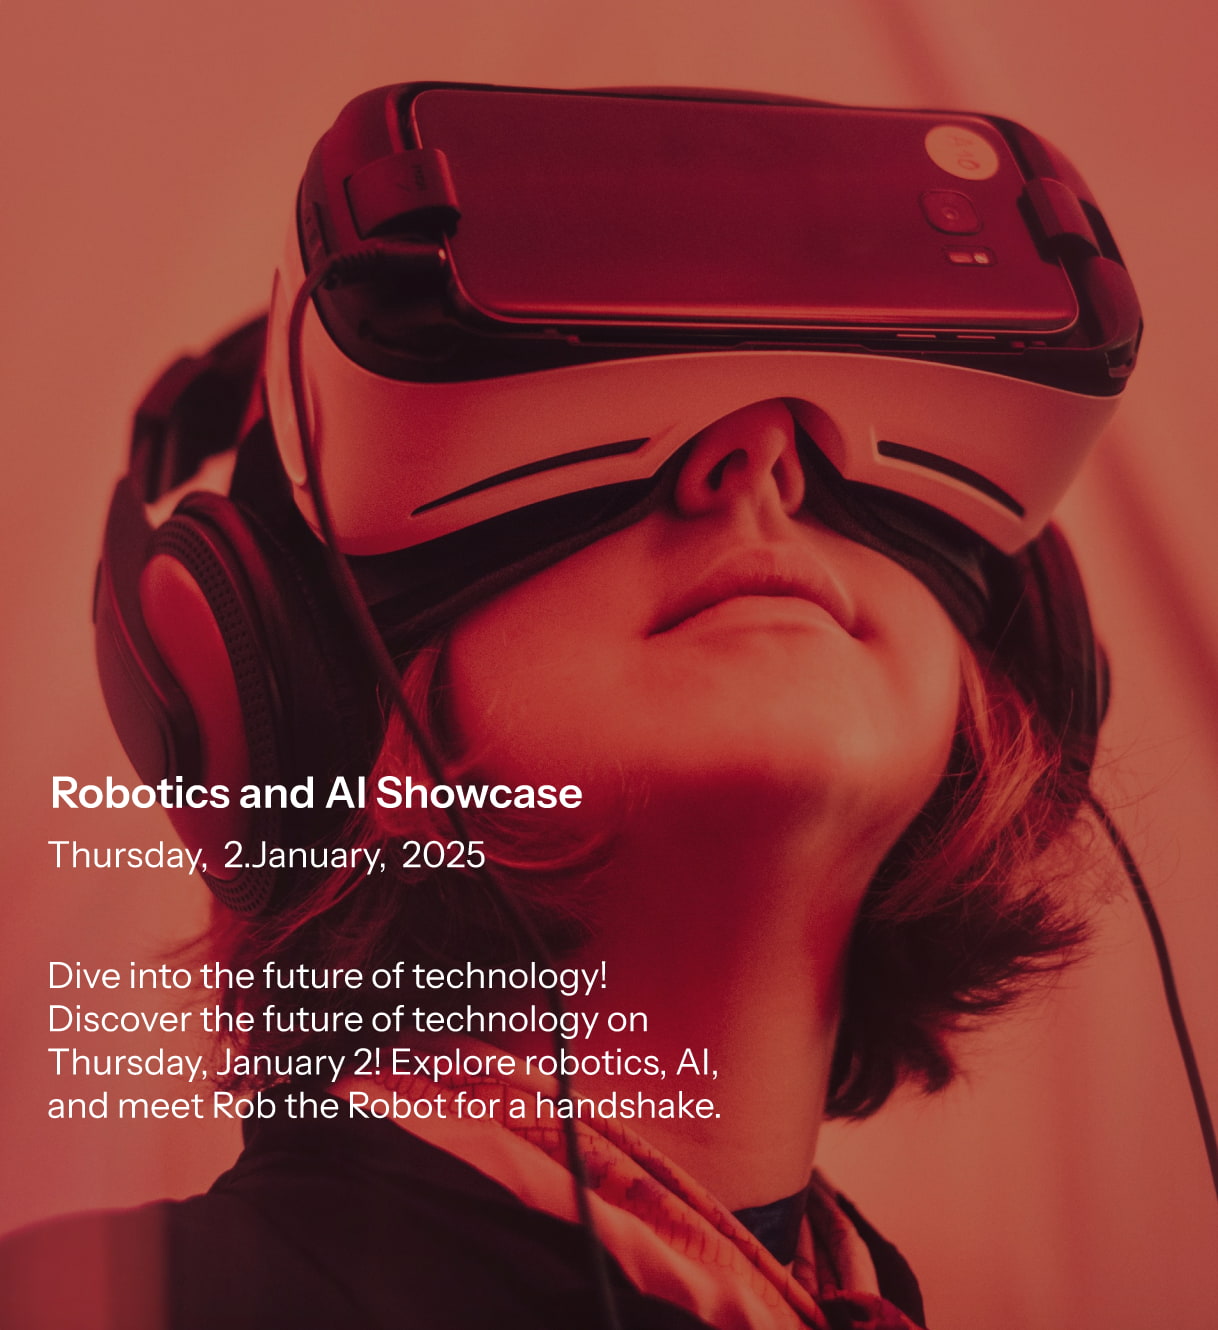 Robotics and AI Showcase
Thursday, 2.January, 2025
Dive into the future of technology!
Discover the future of technology on
Thursday, January 2! Explore robotics, AI,
and meet Rob the Robot for a handshake.